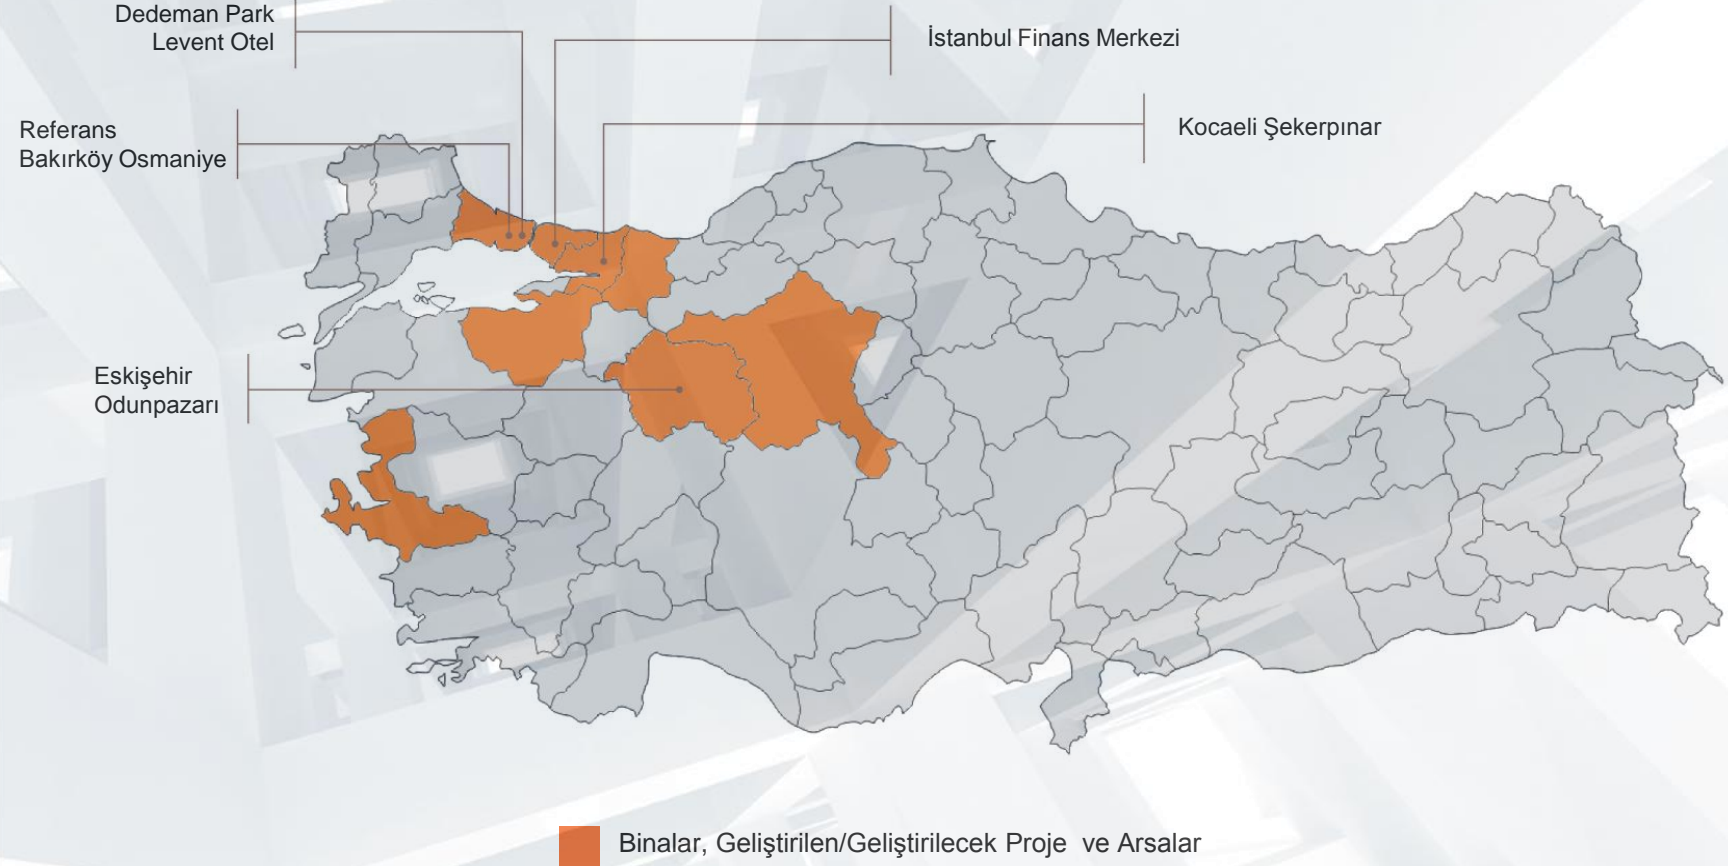 Dedeman Park
Levent Otel
İstanbul Finans Merkezi
Referans
Bakırköy Osmaniye
Kocaeli Şekerpınar
Eskişehir
Odunpazarı
Binalar, Geliştirilen/Geliştirilecek Proje  ve Arsalar